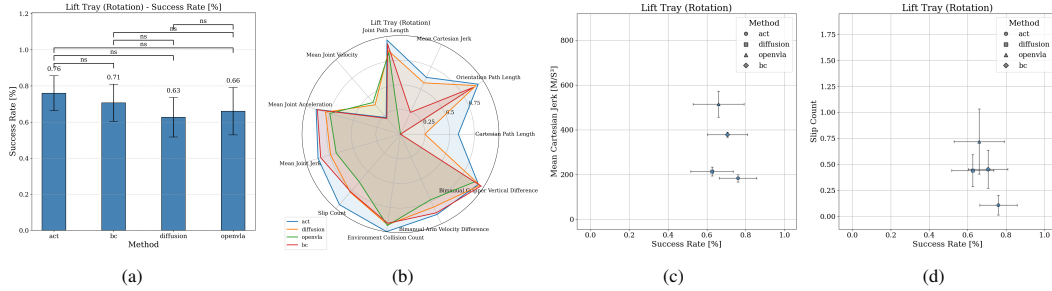 Lift Tray (Rotation) - Success Rate [%]
1.2
1.0
0.8
0.6
0.4
0.2
0.0
Success Rate [%]
ns
ns
ns
ns
ns
ns
0.76
0.71
0.63
0.66
act
bc
diffusion
openvla
Method
(a)
Lift Tray (Rotation)
Joint Path Length
Mean Cartesian Jerk
Mean Joint Velocity
Orientation Path Length
0.75
0.5
0.25
Mean Joint Acceleration
Cartesian Path Length
Mean Joint Jerk
Bimanual Gripper Vertical Difference
Slip Count
Bimanual Arm Velocity Difference
Environment Collision Count
act
diffusion
openvla
bc
(b)
Lift Tray (Rotation)
Method
act
diffusion
openvla
bc
800
600
400
200
0
Mean Cartesian Jerk [M/S³]
0.0
0.2
0.4
0.6
0.8
1.0
Success Rate [%]
(c)
Lift Tray (Rotation)
Method
act
diffusion
openvla
bc
1.75
1.50
1.25
1.00
0.75
0.50
0.25
0.00
Slip Count
0.0
0.2
0.4
0.6
0.8
1.0
Success Rate [%]
(d)